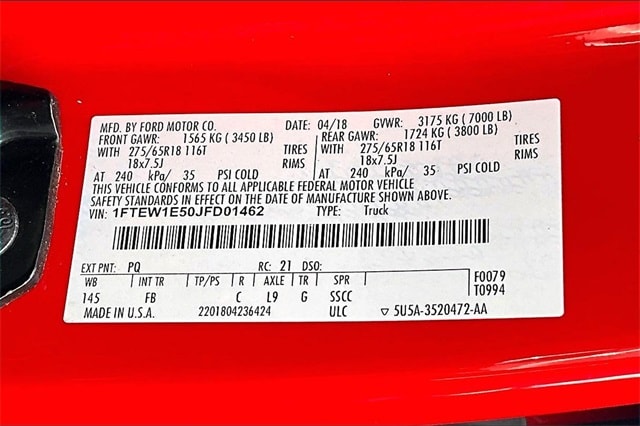 MFD. BY FORD MOTOR CO. DATE: 04/18 GVWR: 3175 KG ( 7000 LB)
FRONT GAWR: 1565 KG ( 3450 LB) REAR GAWR: 1724 KG ( 3800 LB)
WITH 275/65R18 116T TIRES WITH 275/65R18 116T TIRES
18x7.5J RIMS 18x7.5J RIMS
AT 240 kPa/ 35 PSI COLD AT 240 kPa/ 35 PSI COLD
THIS VEHICLE CONFORMS TO ALL APPLICABLE FEDERAL MOTOR VEHICLE
SAFETY STANDARDS IN EFFECT ON THE DATE OF MANUFACTURE SHOWN ABOVE.
VIN: 1FTEW1E50JFD01462 TYPE: Truck
EXT PNT: PQ RC: 21 DSO: F0079
WB INT TR TP/PS R AXLE TR SPR T0994
145 FB C L9 G SSCC
MADE IN U.S.A. 2201804236424 ULC ▽ 5U5A-3520472-AA